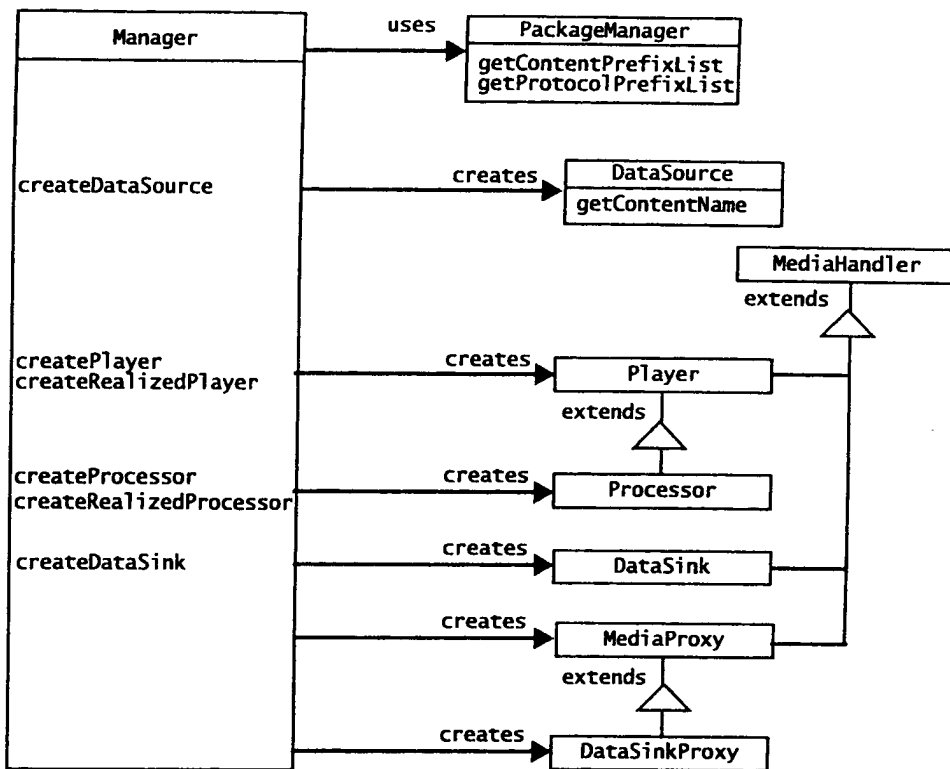 Manager
uses
PackageManager
getContentPrefixList
getProtocolPrefixList
createDataSource
creates
DataSource
getContentName
MediaHandler
extends
createPlayer
createRealizedPlayer
creates
Player
extends
createProcessor
createRealizedProcessor
creates
Processor
createDataSink
creates
DataSink
creates
MediaProxy
extends
creates
DataSinkProxy